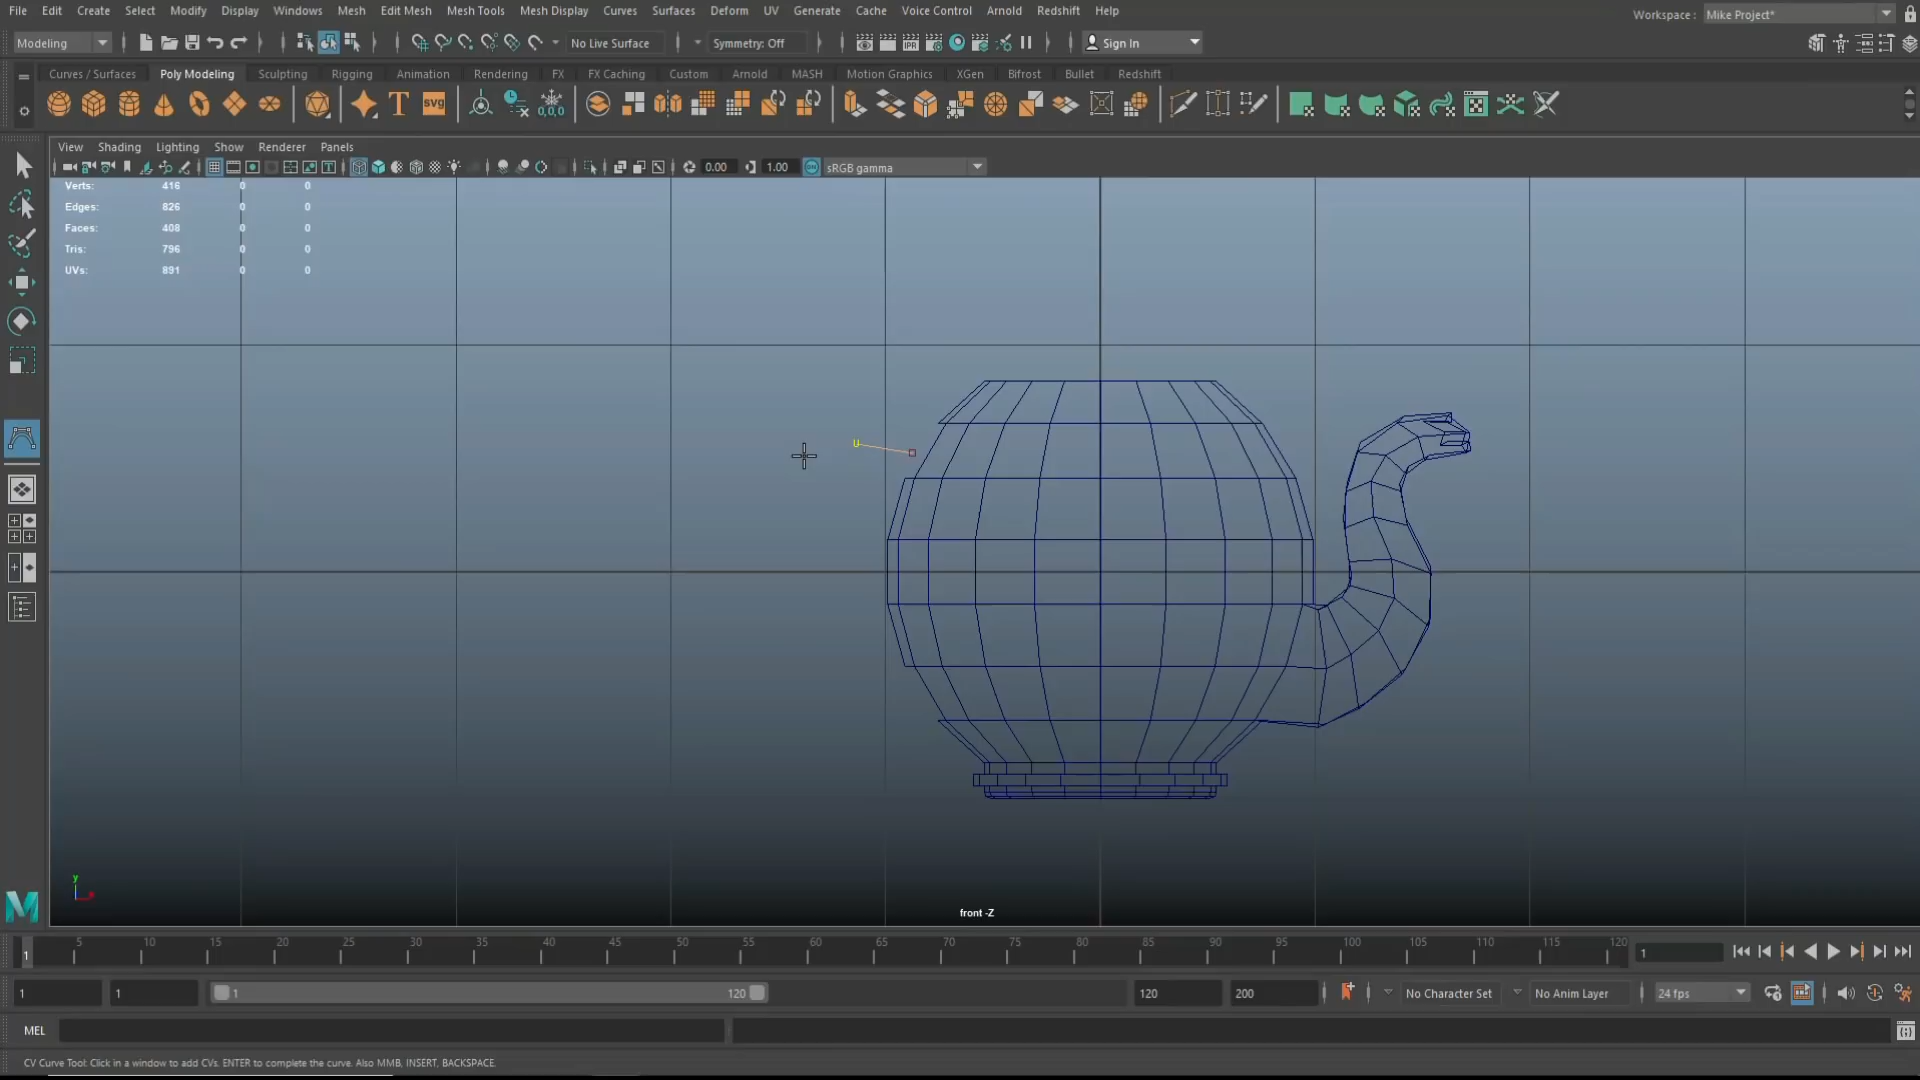 File Edit Create Select Modify Display Windows Mesh Edit Mesh Mesh Tools Mesh Display Curves Surfaces Deform UV Generate Cache Voice Control Arnold Redshift Help
Workspace : Mike Project*
Modeling
No Live Surface
Symmetry: Off
IPR
Sign In
Curves / Surfaces Poly Modeling Sculpting Rigging Animation Rendering FX FX Caching Custom Arnold MASH Motion Graphics XGen Bifrost Bullet Redshift
T
SVG
0,0,0
View Shading Lighting Show Renderer Panels
0.00
1.00
sRGB gamma
Verts: 416 0 0
Edges: 826 0 0
Faces: 408 0 0
Tris: 796 0 0
UVs: 891 0 0
U
y
x
front -Z
M
5 10 15 20 25 30 35 40 45 50 55 60 65 70 75 80 85 90 95 100 105 110 115 120
1
1
1
1
1
120
120
200
No Character Set
No Anim Layer
24 fps
MEL
CV Curve Tool: Click in a window to add CVs. ENTER to complete the curve. Also MMB, INSERT, BACKSPACE.